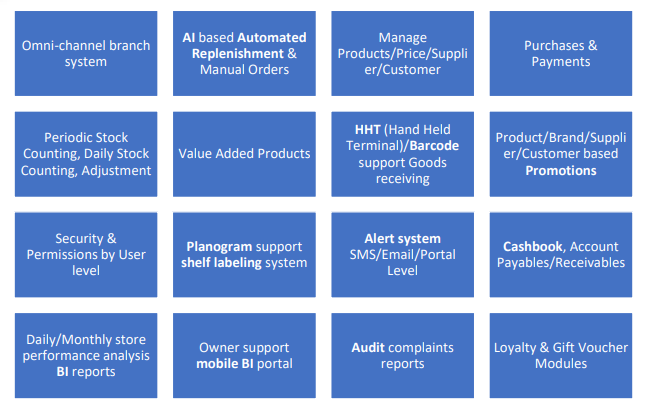 Omni-channel branch
system
AI based Automated
Replenishment &
Manual Orders
Manage
Products/Price/Suppli
er/Customer
Purchases &
Payments
Periodic Stock
Counting, Daily Stock
Counting, Adjustment
Value Added Products
HHT (Hand Held
Terminal)/Barcode
support Goods
receiving
Product/Brand/Suppli
er/Customer based
Promotions
Security &
Permissions by User
level
Planogram support
shelf labeling system
Alert system
SMS/Email/Portal
Level
Cashbook, Account
Payables/Receivables
Daily/Monthly store
performance analysis
BI reports
Owner support
mobile BI portal
Audit complaints
reports
Loyalty & Gift Voucher
Modules